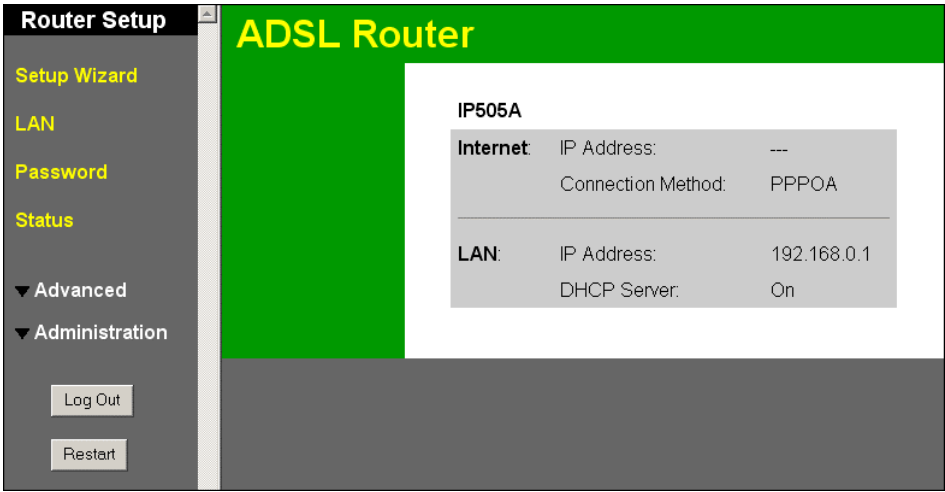 Router Setup
Setup Wizard
LAN
Password
Status
Advanced
Administration
Log Out
Restart
ADSL Router
IP505A
Internet: IP Address: ---
Connection Method: PPPOA
LAN: IP Address: 192.168.0.1
DHCP Server: On